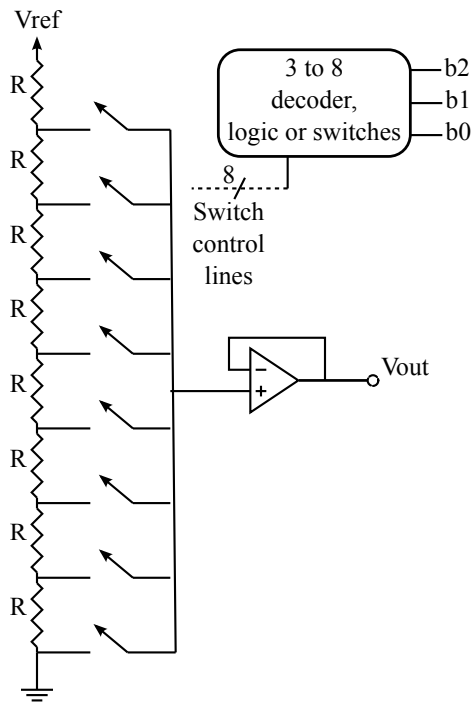 Vref
R
R
R
R
R
R
R
R
3 to 8
decoder,
logic or switches
b2
b1
b0
8
Switch
control
lines
−
+
Vout